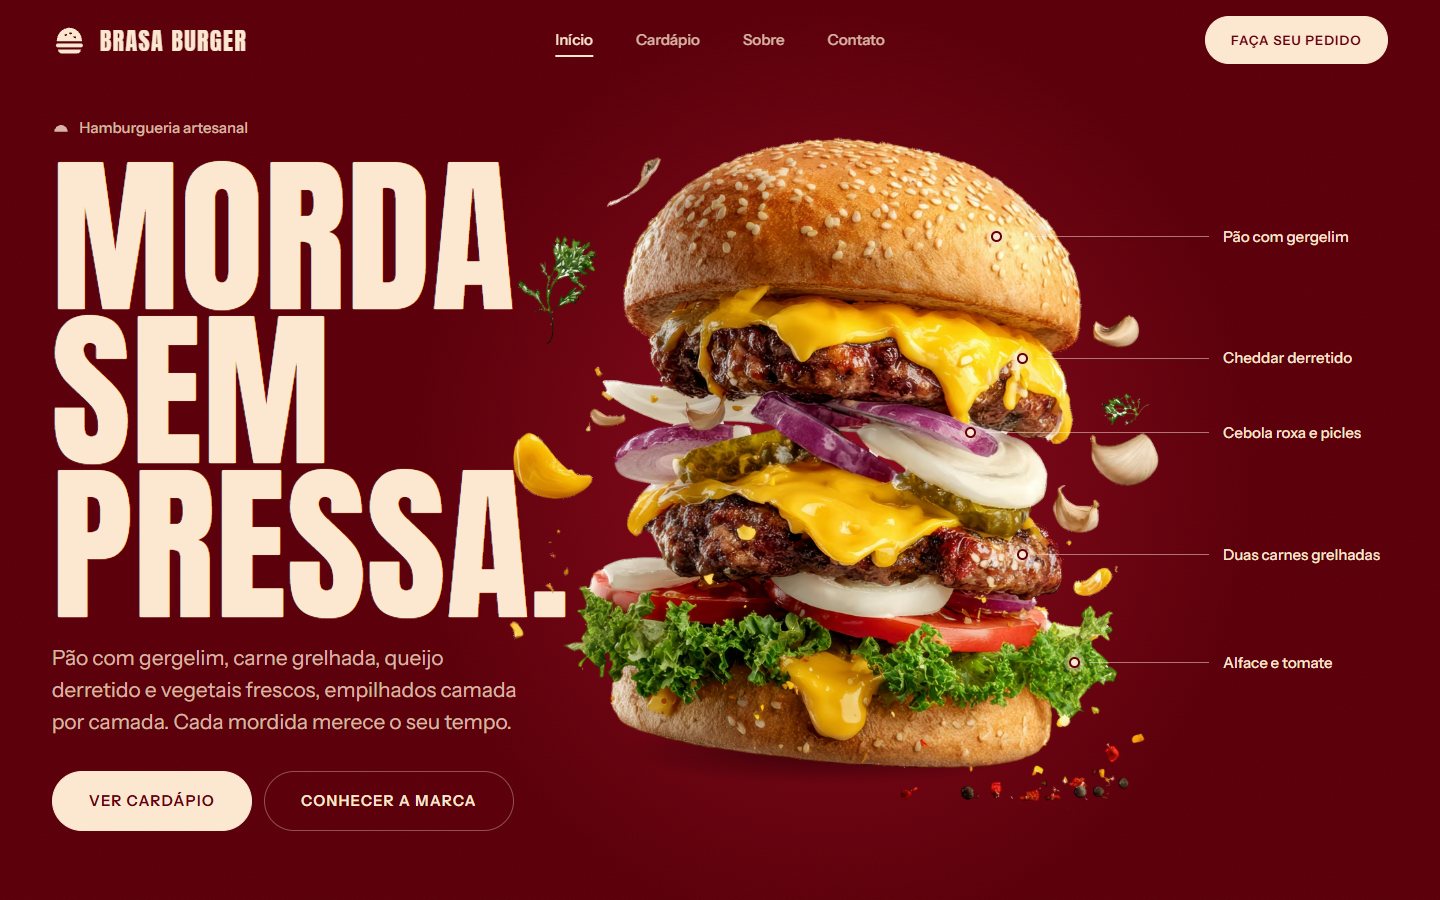 BRASA BURGER
Início
Cardápio
Sobre
Contato
FAÇA SEU PEDIDO
Hamburgueria artesanal
MORDA
SEM
PRESSA.
Pão com gergelim, carne grelhada, queijo
derretido e vegetais frescos, empilhados camada
por camada. Cada mordida merece o seu tempo.
VER CARDÁPIO
CONHECER A MARCA
Pão com gergelim
Cheddar derretido
Cebola roxa e picles
Duas carnes grelhadas
Alface e tomate